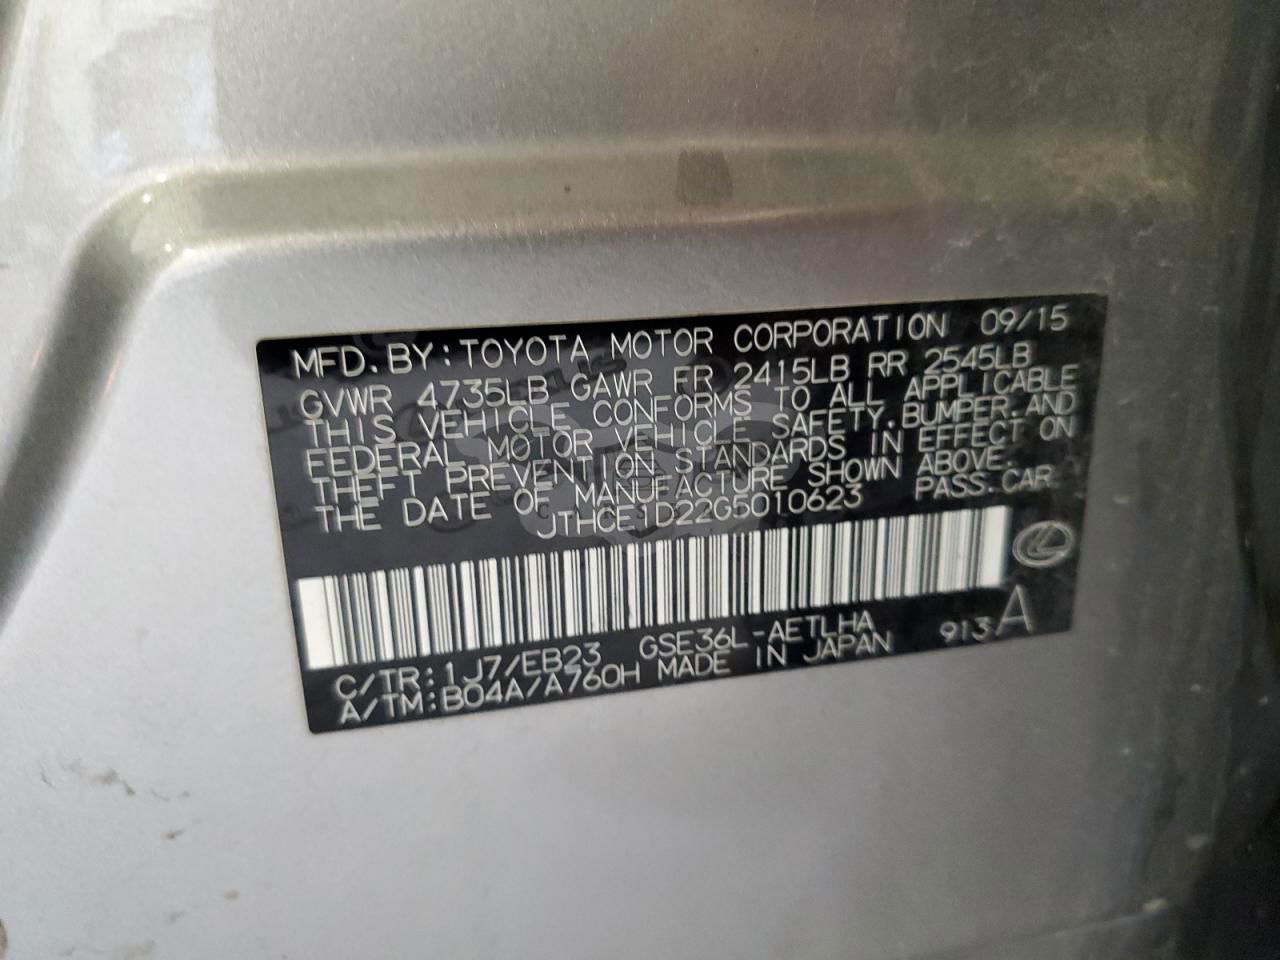 MFD. BY: TOYOTA MOTOR CORPORATION 09/15
GVWR 4735LB GAWR FR 2415LB RR 2545LB
THIS VEHICLE CONFORMS TO ALL APPLICABLE
FEDERAL MOTOR VEHICLE SAFETY, BUMPER, AND
THEFT PREVENTION STANDARDS IN EFFECT ON
THE DATE OF MANUFACTURE SHOWN ABOVE.
JTHCE1D22G5010623 PASS. CAR
C/TR: 1J7/EB23 GSE36L-AETLHA
A/TM: B04A/A760H MADE IN JAPAN 913 A